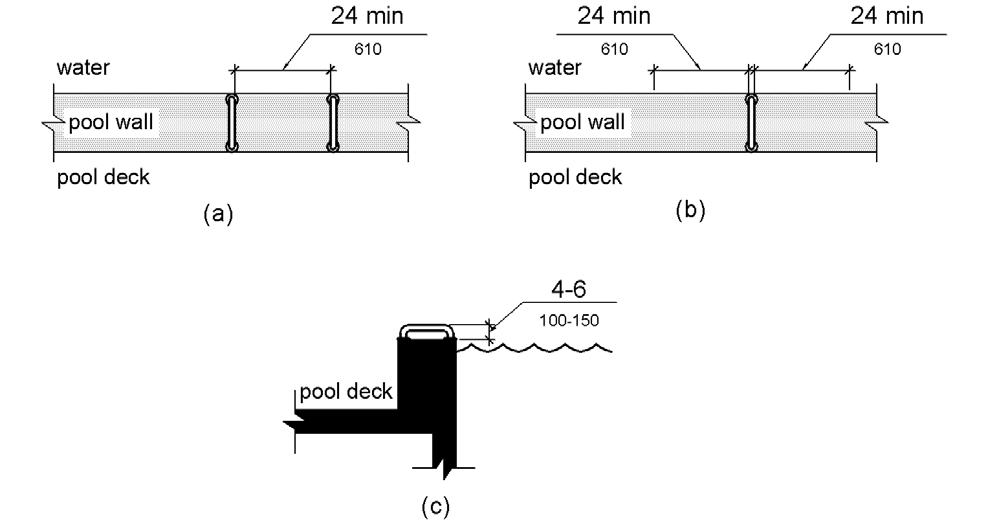 24 min
610
water
pool wall
pool deck
(a)
24 min
610
24 min
610
water
pool wall
pool deck
(b)
4-6
100-150
pool deck
(c)